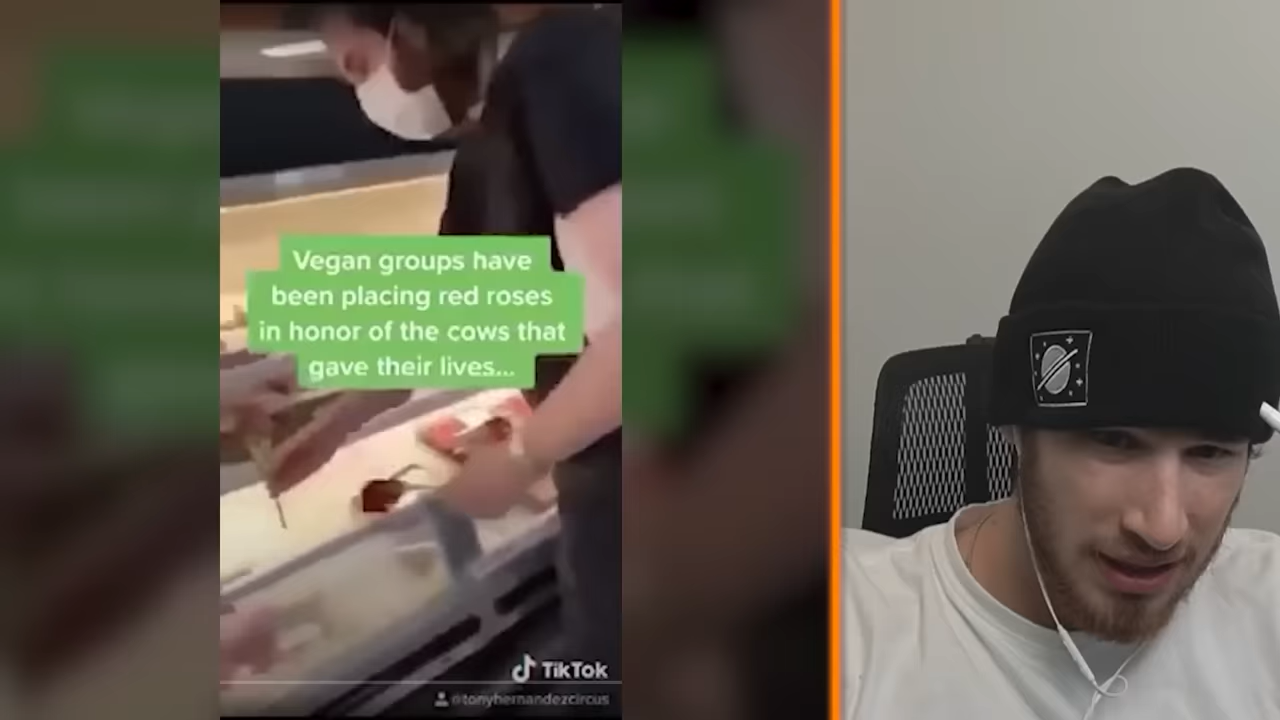 Vegan groups have
been placing red roses
in honor of the cows that
gave their lives...
TikTok
@tonyhernandezcircus